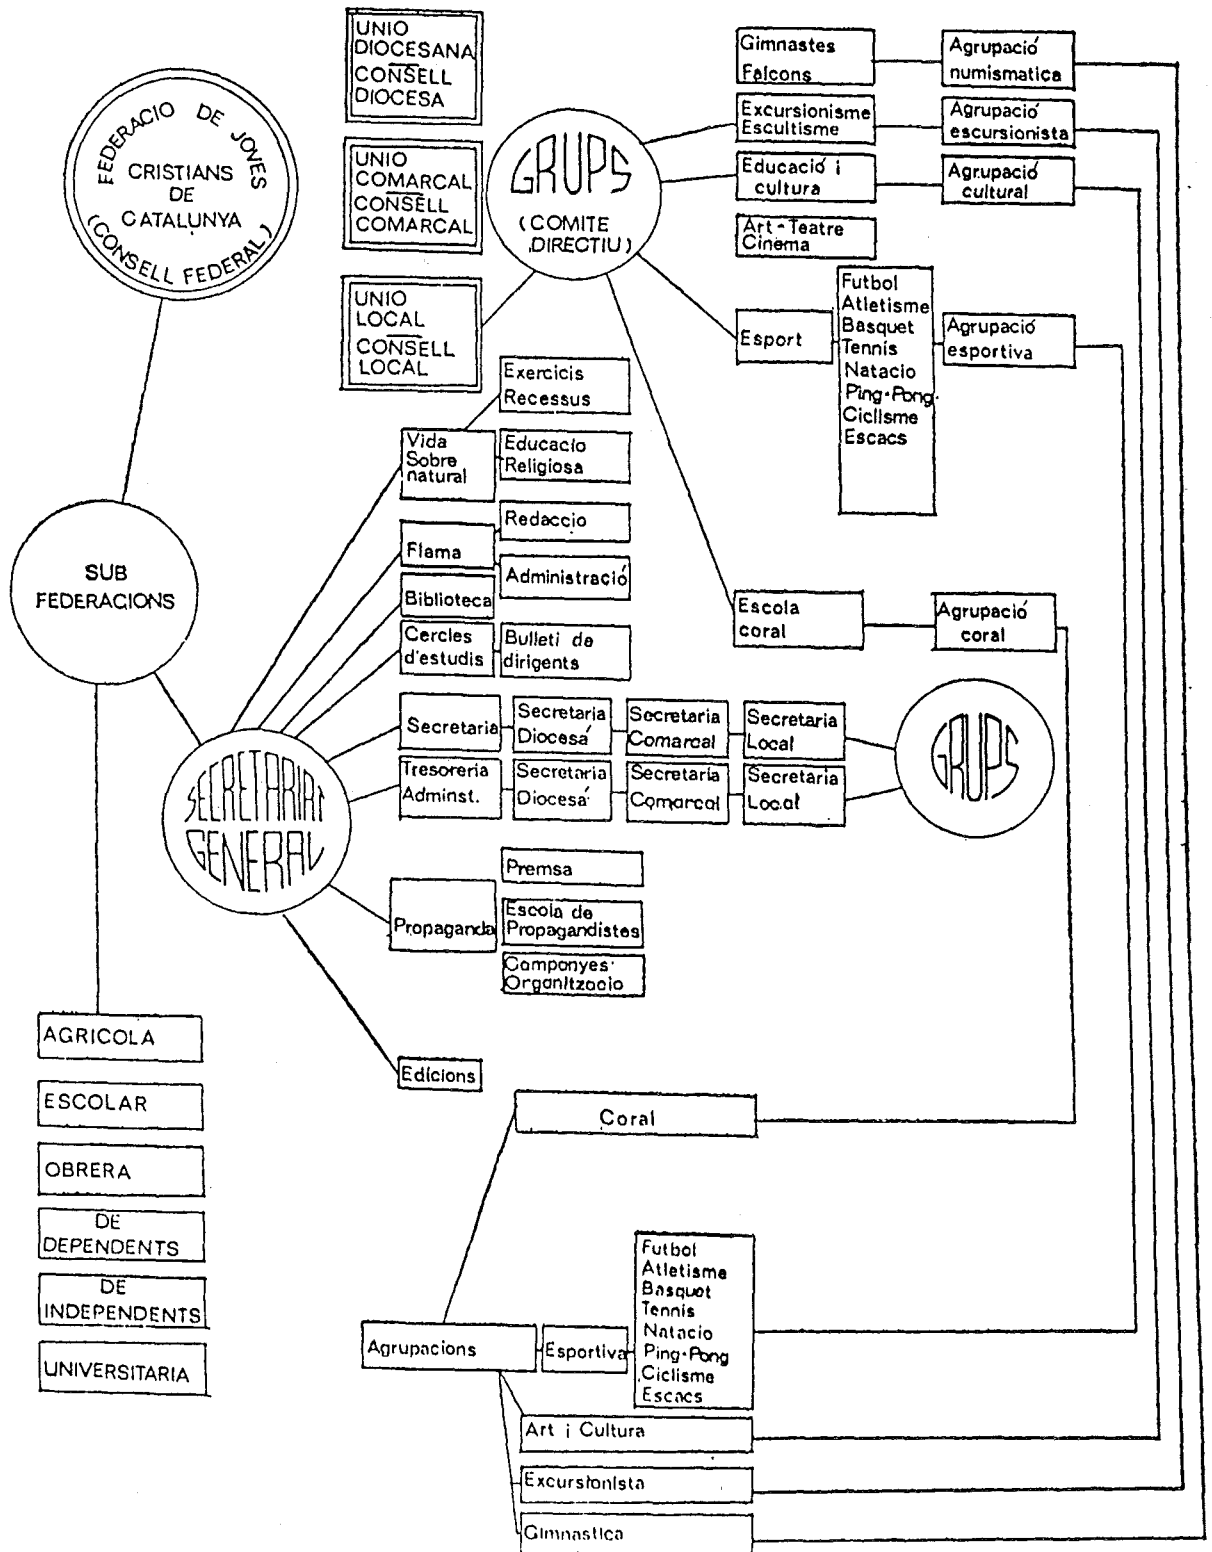 FEDERACIO DE JOVES
CRISTIANS
DE
CATALUNYA
(CONSELL FEDERAL)
UNIO
DIOCESANA
CONSELL
DIOCESA
UNIO
COMARCAL
CONSELL
COMARCAL
UNIO
LOCAL
CONSELL
LOCAL
GRUPS
(COMITE
DIRECTIU)
Gimnastes
Falcons
Agrupació
numismatica
Excursionisme
Escultisme
Agrupació
escursionista
Educació i
cultura
Agrupació
cultural
Art-Teatre
Cinema
Esport
Futbol
Atletisme
Basquet
Tennis
Natacio
Ping-Pong
Ciclisme
Escacs
Agrupació
esportiva
Escola
coral
Agrupació
coral
SUB
FEDERACIONS
Vida
Sobre
natural
Exercicis
Recessus
Educacio
Religiosa
Flama
Redaccio
Administració
Biblioteca
Cercles
d'estudis
Bulleti de
dirigents
Secretaria
Secretaria
Diocesá
Secretaria
Comarcal
Secretaria
Local
Tresoreria
Adminst.
Secretaria
Diocesá
Secretaria
Comarcal
Secretaria
Local
GRUPS
SECRETARIAT
GENERAL
Propaganda
Premsa
Escola de
Propagandistes
Campanyes
Organitzacio
Edicions
AGRICOLA
ESCOLAR
OBRERA
DE
DEPENDENTS
DE
INDEPENDENTS
UNIVERSITARIA
Coral
Agrupacions
Esportiva
Futbol
Atletisme
Basquet
Tennis
Natacio
Ping-Pong
Ciclisme
Escacs
Art i Cultura
Excursionista
Gimnastica